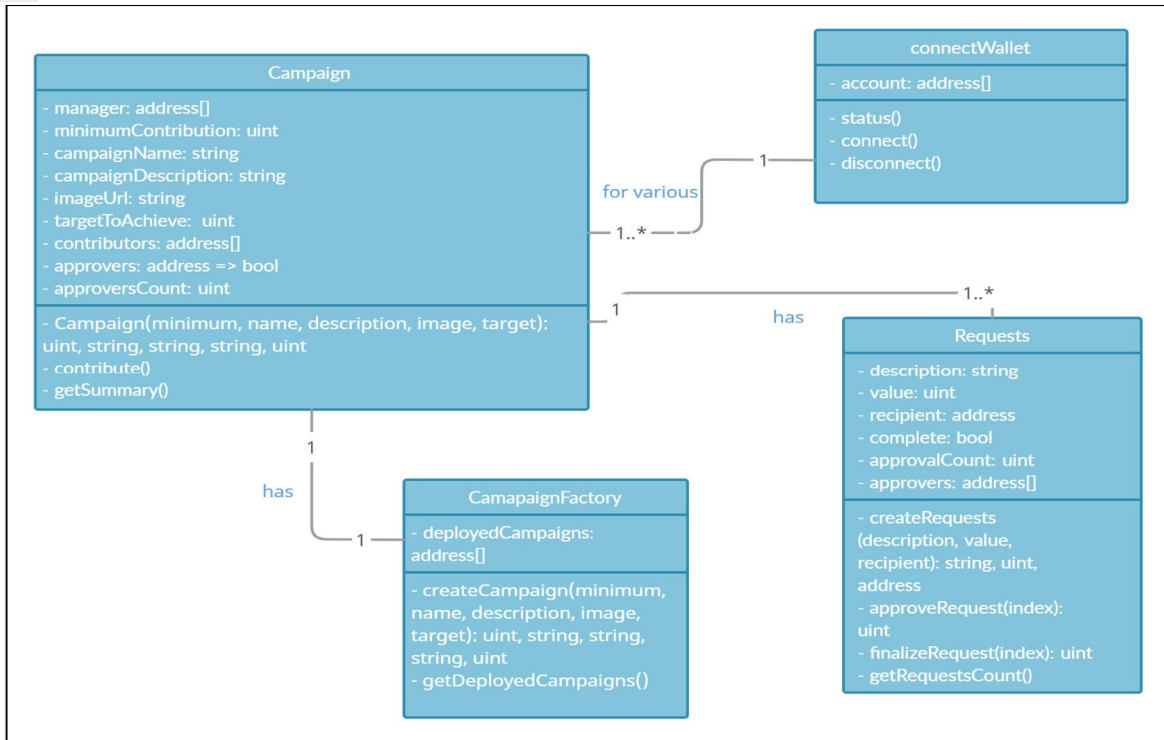 Campaign
- manager: address[]
- minimumContribution: uint
- campaignName: string
- campaignDescription: string
- imageUrl: string
- targetToAchieve:  uint
- contributors: address[]
- approvers: address => bool
- approversCount: uint
- Campaign(minimum, name, description, image, target):
uint, string, string, string, uint
- contribute()
- getSummary()
connectWallet
- account: address[]
- status()
- connect()
- disconnect()
1
for various
1..*
1
has
1..*
Requests
- description: string
- value: uint
- recipient: address
- complete: bool
- approvalCount: uint
- approvers: address[]
- createRequests
(description, value,
recipient): string, uint,
address
- approveRequest(index):
uint
- finalizeRequest(index): uint
- getRequestsCount()
1
has
1
CamapaignFactory
- deployedCampaigns:
address[]
- createCampaign(minimum,
name, description, image,
target): uint, string, string,
string, uint
- getDeployedCampaigns()